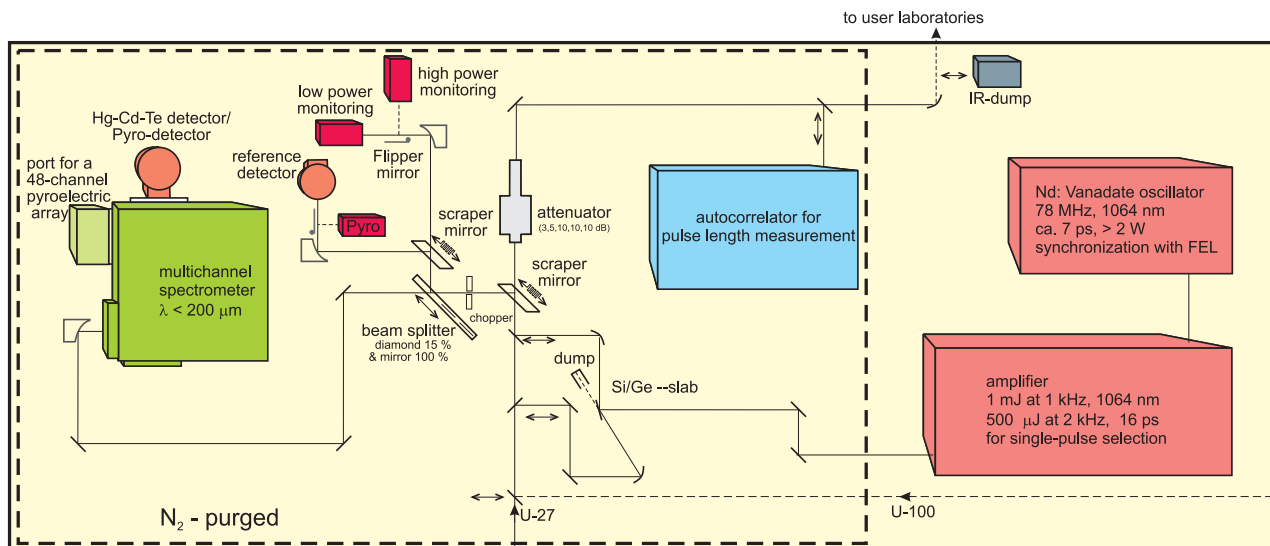 to user laboratories
IR-dump
high power
monitoring
low power
monitoring
Flipper
mirror
Hg-Cd-Te detector/
Pyro-detector
reference
detector
port for a
48-channel
pyroelectric
array
Pyro
scraper
mirror
attenuator
(3,5,10,10,10 dB)
autocorrelator for
pulse length measurement
Nd: Vanadate oscillator
78 MHz, 1064 nm
ca. 7 ps, > 2 W
synchronization with FEL
multichannel
spectrometer
λ < 200 µm
scraper
mirror
chopper
beam splitter
diamond 15 %
& mirror 100 %
dump
Si/Ge --slab
amplifier
1 mJ at 1 kHz, 1064 nm
500 µJ at 2 kHz, 16 ps
for single-pulse selection
N2 - purged
U-27
U-100